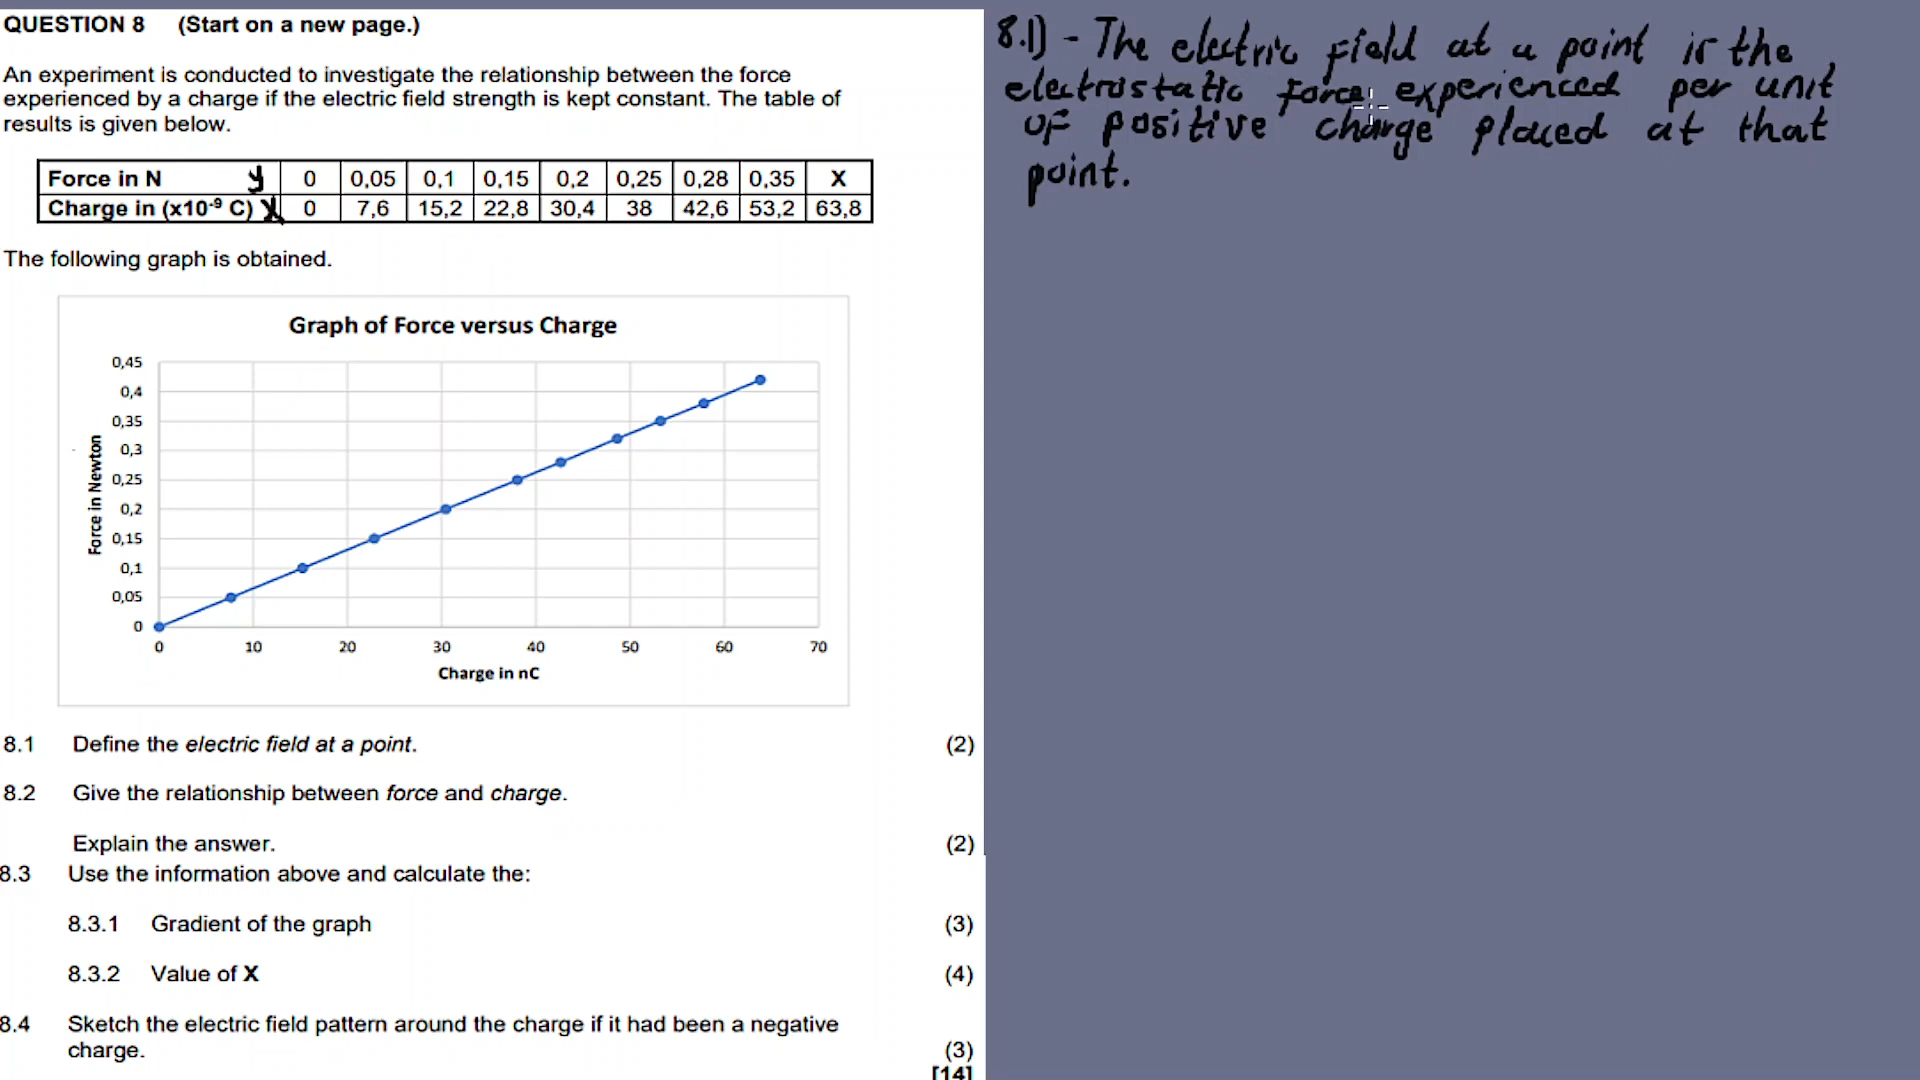 QUESTION 8 (Start on a new page.)
An experiment is conducted to investigate the relationship between the force
experienced by a charge if the electric field strength is kept constant. The table of
results is given below.
Force in N y 0 0,05 0,1 0,15 0,2 0,25 0,28 0,35 X
Charge in (x10⁻⁹ C) X 0 7,6 15,2 22,8 30,4 38 42,6 53,2 63,8
The following graph is obtained.
Graph of Force versus Charge
0,45
0,4
0,35
0,3
0,25
0,2
0,15
0,1
0,05
0
Force in Newton
0 10 20 30 40 50 60 70
Charge in nC
8.1 Define the electric field at a point. (2)
8.2 Give the relationship between force and charge.
Explain the answer. (2)
8.3 Use the information above and calculate the:
8.3.1 Gradient of the graph (3)
8.3.2 Value of X (4)
8.4 Sketch the electric field pattern around the charge if it had been a negative
charge. (3)
[14]
8.1) - The electric field at a point is the
electrostatic force experienced per unit
of positive charge placed at that
point.